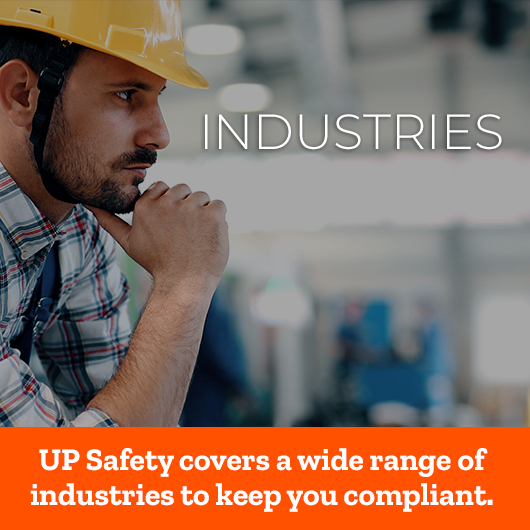 INDUSTRIES
UP Safety covers a wide range of
industries to keep you compliant.